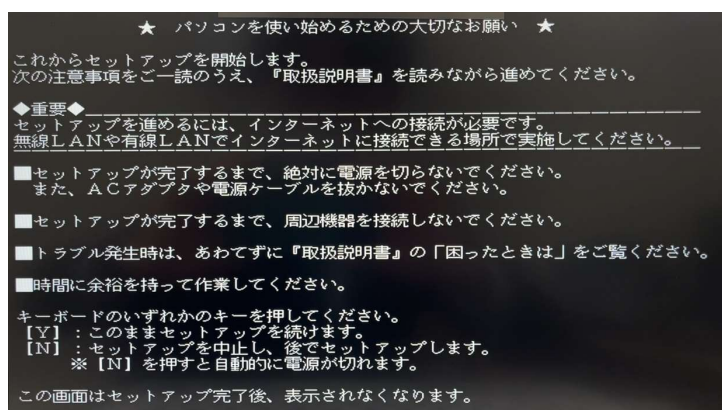 ★ パソコンを使い始めるための大切なお願い ★
これからセットアップを開始します。
次の注意事項をご一読のうえ、『取扱説明書』を読みながら進めてください。
◆重要◆
セットアップを進めるには、インターネットへの接続が必要です。
無線LANや有線LANでインターネットに接続できる場所で実施してください。
■セットアップが完了するまで、絶対に電源を切らないでください。
また、ACアダプタや電源ケーブルを抜かないでください。
■セットアップが完了するまで、周辺機器を接続しないでください。
■トラブル発生時は、あわてずに『取扱説明書』の「困ったときは」をご覧ください。
■時間に余裕を持って作業してください。
キーボードのいずれかのキーを押してください。
【Y】:このままセットアップを続けます。
【N】:セットアップを中止し、後でセットアップします。
※【N】を押すと自動的に電源が切れます。
この画面はセットアップ完了後、表示されなくなります。